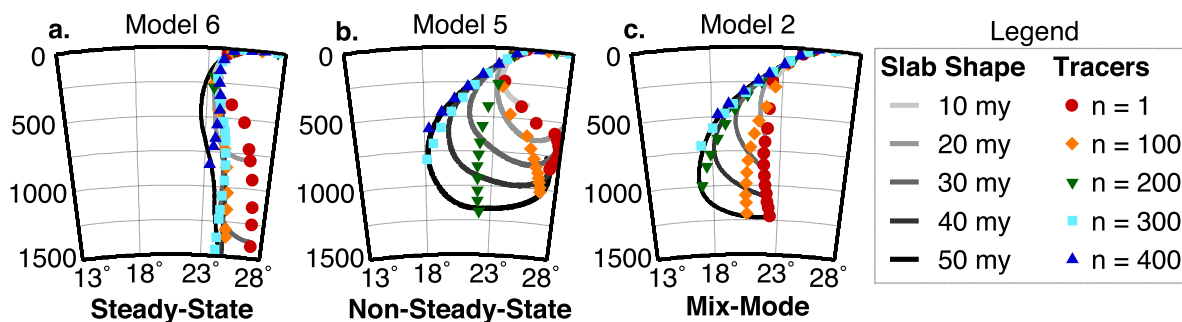 a. Model 6
0
500
1000
1500
13° 18° 23° 28°
Steady-State
b. Model 5
0
500
1000
1500
13° 18° 23° 28°
Non-Steady-State
c. Model 2
0
500
1000
1500
13° 18° 23° 28°
Mix-Mode
Legend
Slab Shape Tracers
10 my n = 1
20 my n = 100
30 my n = 200
40 my n = 300
50 my n = 400